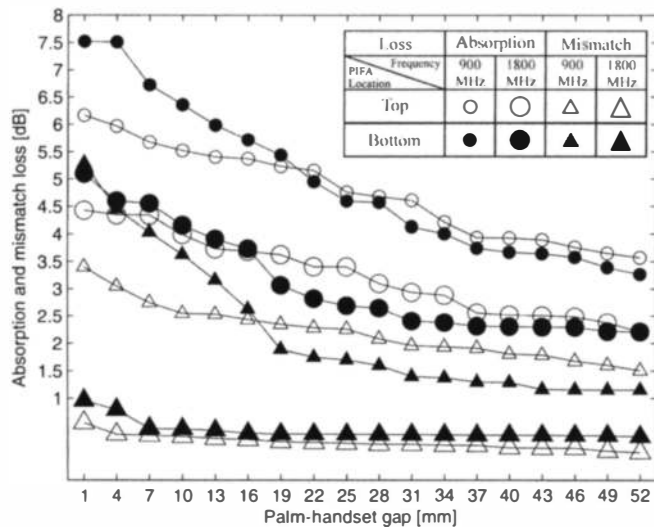 Absorption and mismatch loss [dB]
8
7.5
7
6.5
6
5.5
5
4.5
4
3.5
3
2.5
2
1.5
1
Loss Absorption Mismatch
Frequency 900 1800 900 1800
PIFA MHz MHz MHz MHz
Location
Top
Bottom
1 4 7 10 13 16 19 22 25 28 31 34 37 40 43 46 49 52
Palm-handset gap [mm]